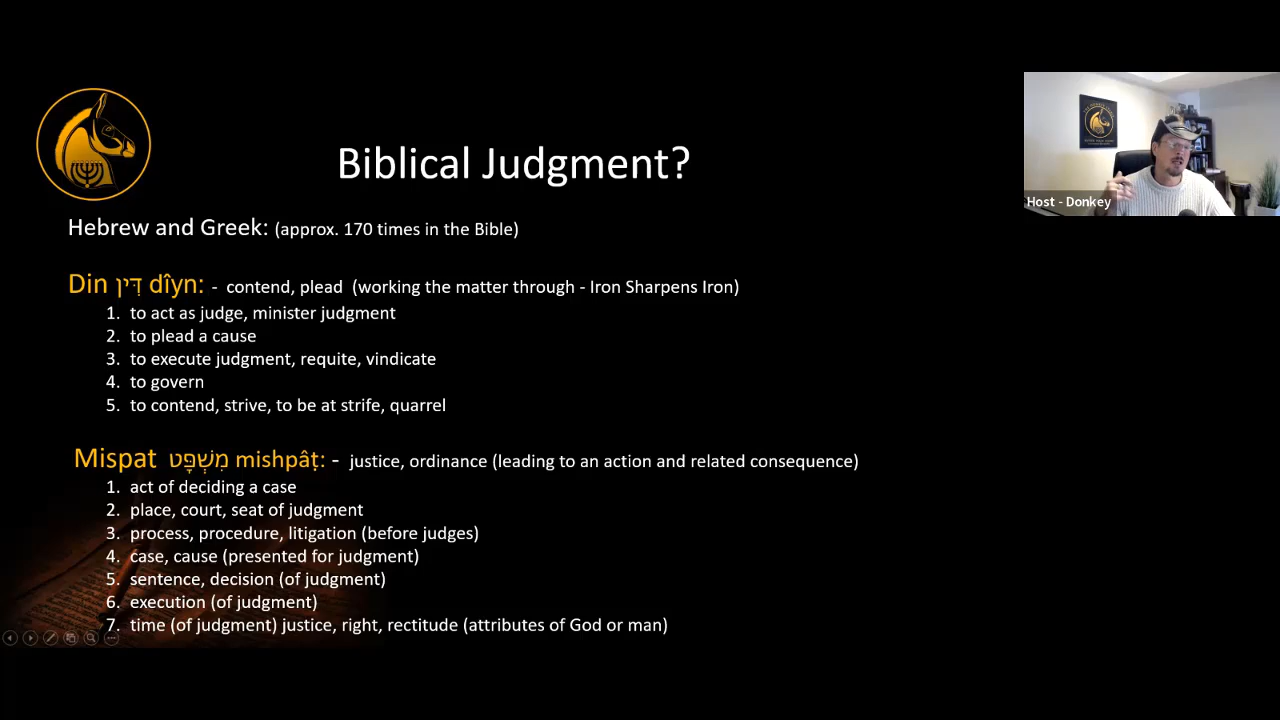 Biblical Judgment?
Host - Donkey
Hebrew and Greek: (approx. 170 times in the Bible)
Din דִּין dîyn: - contend, plead (working the matter through - Iron Sharpens Iron)
1. to act as judge, minister judgment
2. to plead a cause
3. to execute judgment, requite, vindicate
4. to govern
5. to contend, strive, to be at strife, quarrel
Mispat מִשְׁפָּט mishpâṭ: - justice, ordinance (leading to an action and related consequence)
1. act of deciding a case
2. place, court, seat of judgment
3. process, procedure, litigation (before judges)
4. case, cause (presented for judgment)
5. sentence, decision (of judgment)
6. execution (of judgment)
7. time (of judgment) justice, right, rectitude (attributes of God or man)